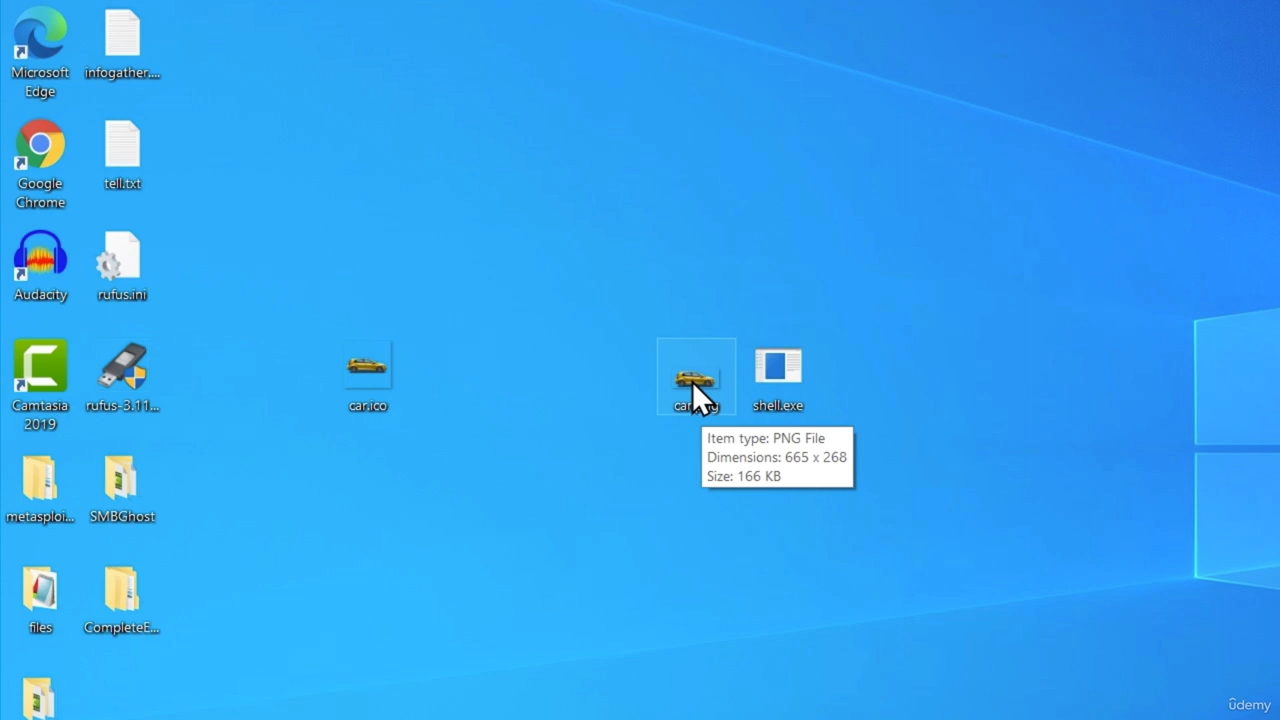 Microsoft
Edge
infogather....
Google
Chrome
tell.txt
Audacity
rufus.ini
Camtasia
2019
rufus-3.11...
car.ico
shell.exe
Item type: PNG File
Dimensions: 665 x 268
Size: 166 KB
metasploi...
SMBGhost
files
CompleteE...
ûdemy